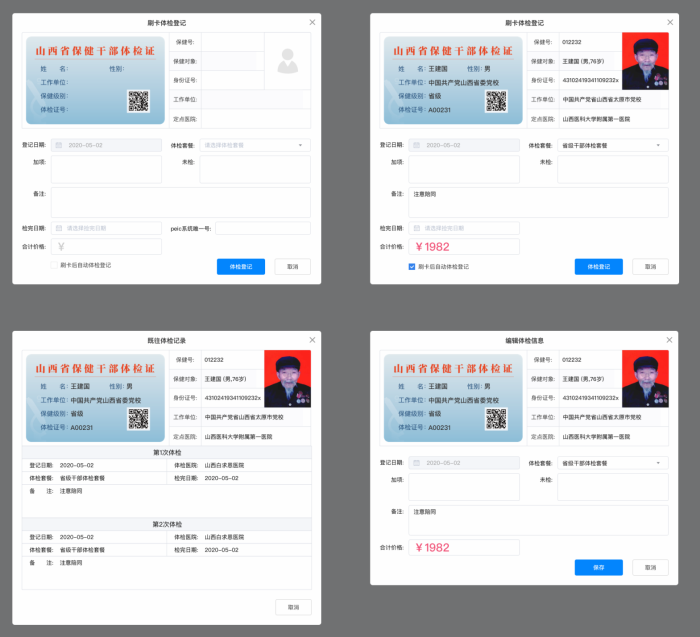 刷卡体检登记
山西省保健干部体检证
姓 名:
性别:
工作单位:
保健级别:
体检证号:
保健号:
保健对象:
身份证号:
工作单位:
定点医院:
登记日期: 2020-05-02
体检套餐: 请选择体检套餐
加项:
未检:
备注:
检完日期: 请选择检完日期
peic系统唯一号:
合计价格: ¥
刷卡后自动体检登记
体检登记
取消
刷卡体检登记
山西省保健干部体检证
姓 名: 王建国
性别: 男
工作单位: 中国共产党山西省委党校
保健级别: 省级
体检证号: A00231
保健号: 012232
保健对象: 王建国 (男,76岁)
身份证号: 43102419341109232x
工作单位: 中国共产党省山西省太原市党校
定点医院: 山西医科大学附属第一医院
登记日期: 2020-05-02
体检套餐: 省级干部体检套餐
加项:
未检:
备注: 注意陪同
检完日期: 请选择检完日期
合计价格: ¥1982
刷卡后自动体检登记
体检登记
取消
既往体检记录
山西省保健干部体检证
姓 名: 王建国
性别: 男
工作单位: 中国共产党山西省委党校
保健级别: 省级
体检证号: A00231
保健号: 012232
保健对象: 王建国 (男,76岁)
身份证号: 43102419341109232x
工作单位: 中国共产党省山西省太原市党校
定点医院: 山西医科大学附属第一医院
第1次体检
登记日期: 2020-05-02
体检医院: 山西白求恩医院
体检套餐: 省级干部体检套餐
检完日期: 2020-05-02
备 注: 注意陪同
第2次体检
登记日期: 2020-05-02
体检医院: 山西白求恩医院
体检套餐: 省级干部体检套餐
检完日期: 2020-05-02
备 注: 注意陪同
取消
编辑体检信息
山西省保健干部体检证
姓 名: 王建国
性别: 男
工作单位: 中国共产党山西省委党校
保健级别: 省级
体检证号: A00231
保健号: 012232
保健对象: 王建国 (男,76岁)
身份证号: 43102419341109232x
工作单位: 中国共产党省山西省太原市党校
定点医院: 山西医科大学附属第一医院
登记日期: 2020-05-02
体检套餐: 省级干部体检套餐
加项:
未检:
备注: 注意陪同
合计价格: ¥1982
保存
取消